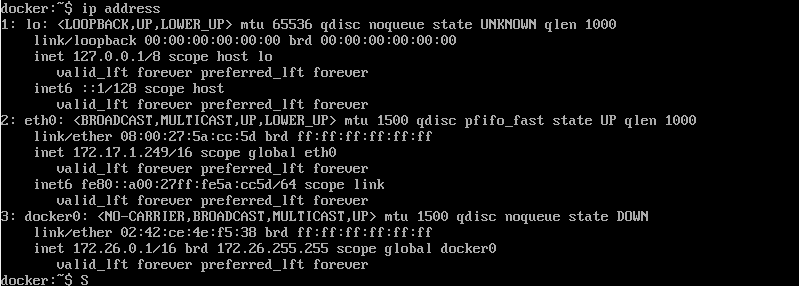 docker:~$ ip address
1: lo: <LOOPBACK,UP,LOWER_UP> mtu 65536 qdisc noqueue state UNKNOWN qlen 1000
    link/loopback 00:00:00:00:00:00 brd 00:00:00:00:00:00
    inet 127.0.0.1/8 scope host lo
       valid_lft forever preferred_lft forever
    inet6 ::1/128 scope host
       valid_lft forever preferred_lft forever
2: eth0: <BROADCAST,MULTICAST,UP,LOWER_UP> mtu 1500 qdisc pfifo_fast state UP qlen 1000
    link/ether 08:00:27:5a:cc:5d brd ff:ff:ff:ff:ff:ff
    inet 172.17.1.249/16 scope global eth0
       valid_lft forever preferred_lft forever
    inet6 fe80::a00:27ff:fe5a:cc5d/64 scope link
       valid_lft forever preferred_lft forever
3: docker0: <NO-CARRIER,BROADCAST,MULTICAST,UP> mtu 1500 qdisc noqueue state DOWN
    link/ether 02:42:ce:4e:f5:38 brd ff:ff:ff:ff:ff:ff
    inet 172.26.0.1/16 brd 172.26.255.255 scope global docker0
       valid_lft forever preferred_lft forever
docker:~$ S